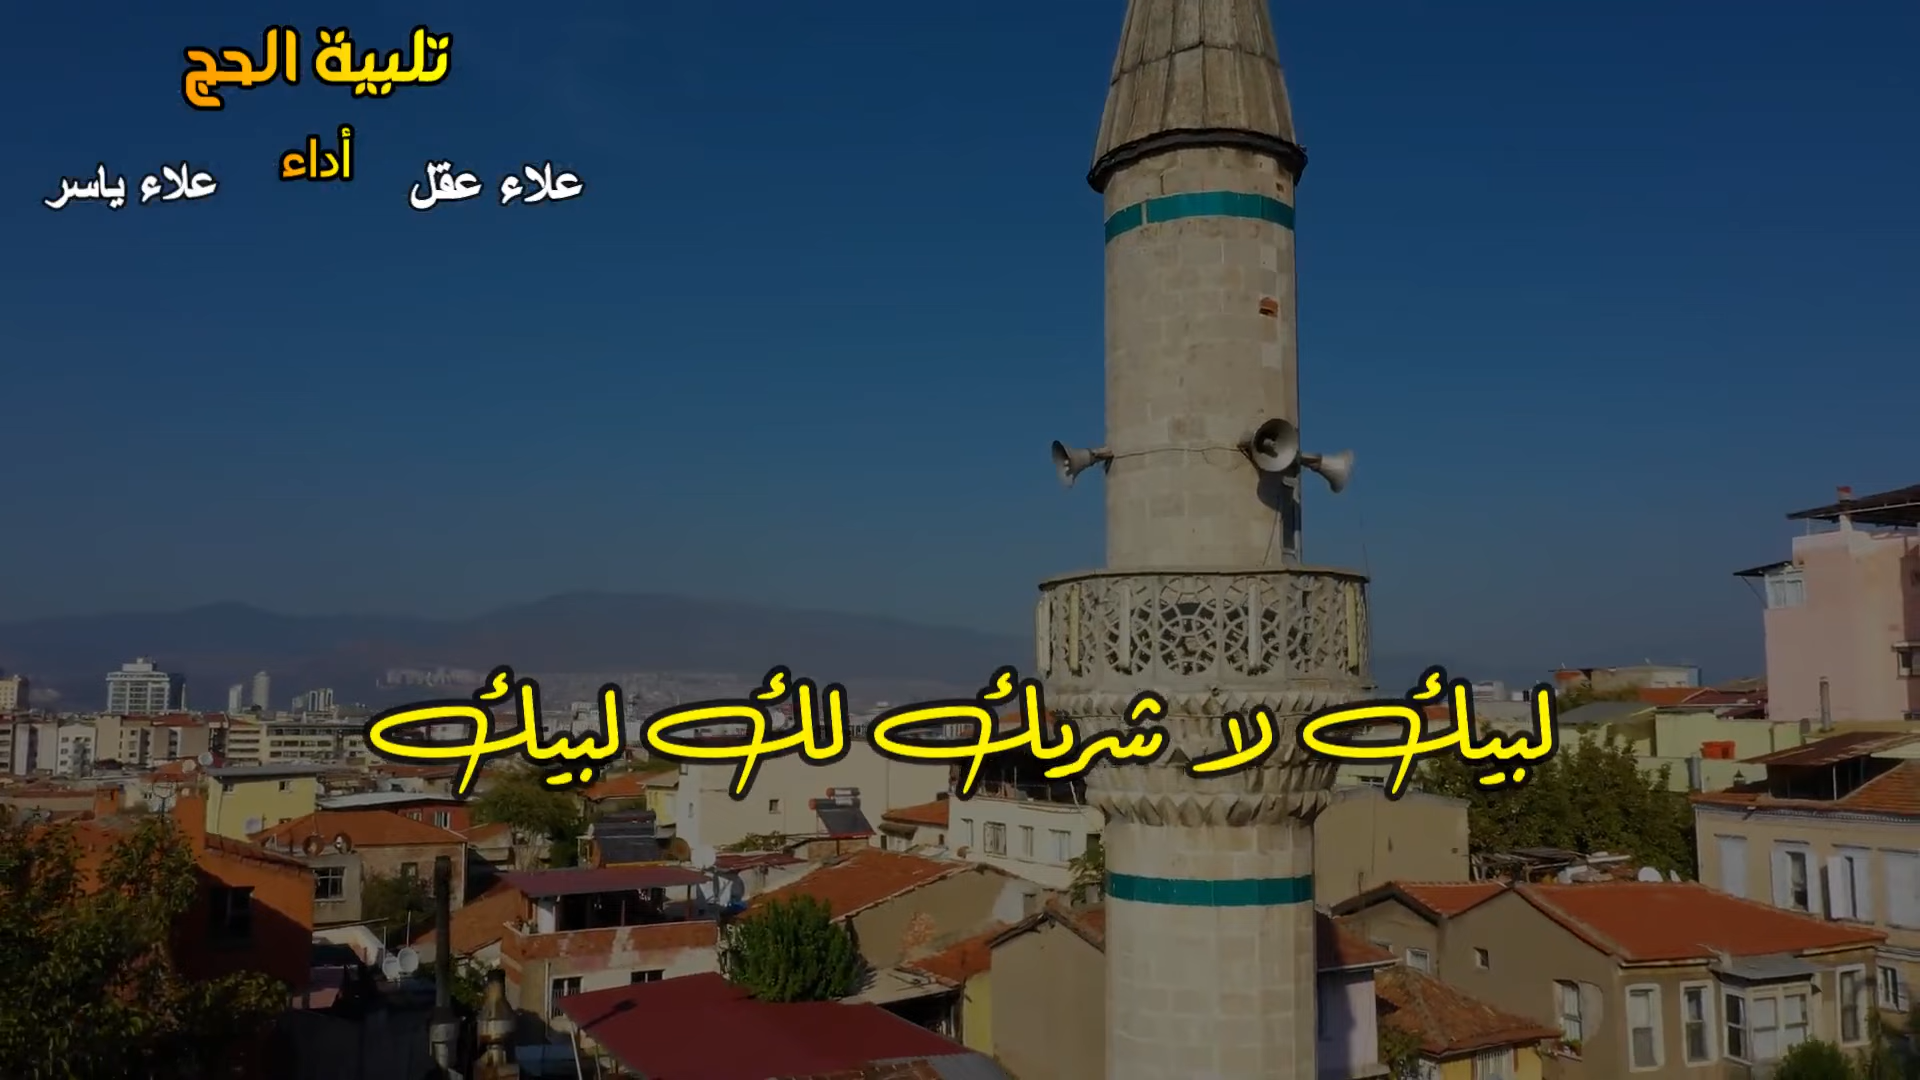 تلبية الحج
أداء
علاء عقل
علاء ياسر
لبيك لا شريك لك لبيك